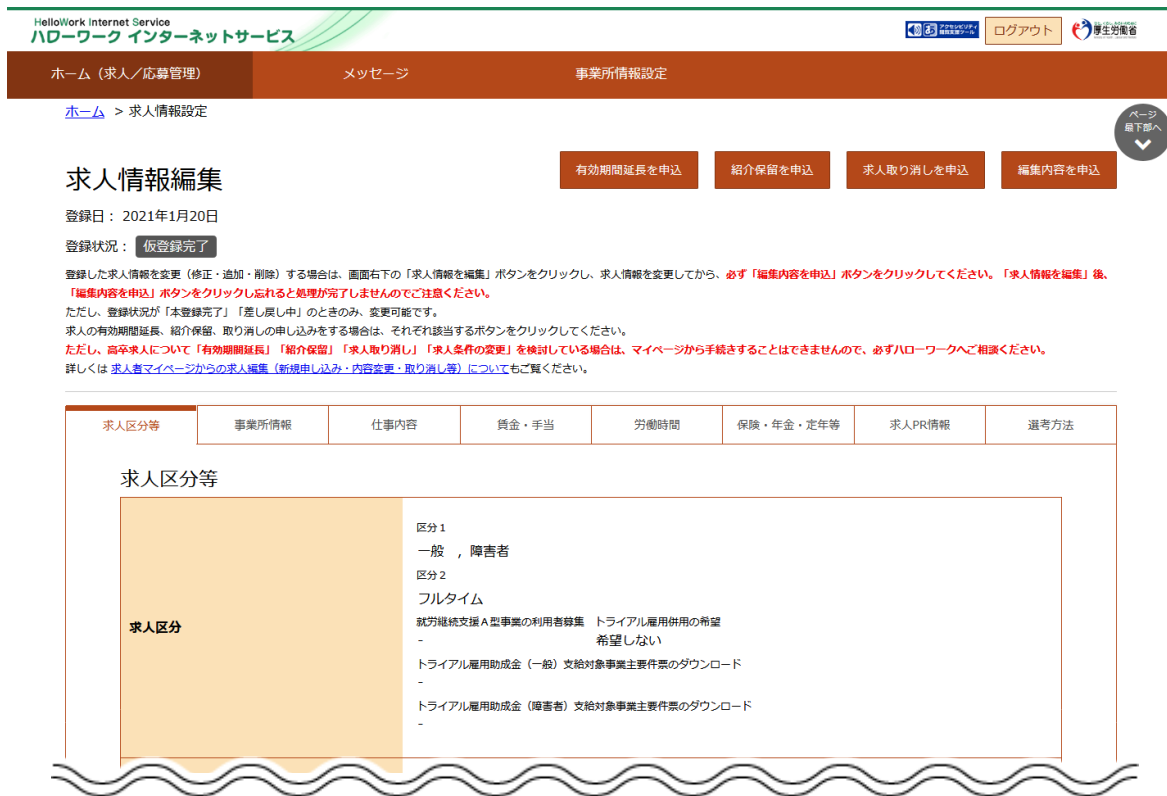 HelloWork Internet Service
ハローワーク インターネットサービス
ログアウト
厚生労働省
ホーム（求人／応募管理）
メッセージ
事業所情報設定
ホーム > 求人情報設定
ページ
最下部へ
求人情報編集
有効期間延長を申込
紹介保留を申込
求人取り消しを申込
編集内容を申込
登録日： 2021年1月20日
登録状況： 仮登録完了
登録した求人情報を変更（修正・追加・削除）する場合は、画面右下の「求人情報を編集」ボタンをクリックし、求人情報を変更してから、必ず「編集内容を申込」ボタンをクリックしてください。「求人情報を編集」後、
「編集内容を申込」ボタンをクリックし忘れると処理が完了しませんのでご注意ください。
ただし、登録状況が「本登録完了」「差し戻し中」のときのみ、変更可能です。
求人の有効期間延長、紹介保留、取り消しの申し込みをする場合は、それぞれ該当するボタンをクリックしてください。
ただし、高卒求人について「有効期間延長」「紹介保留」「求人取り消し」「求人条件の変更」を検討している場合は、マイページから手続きすることはできませんので、必ずハローワークへご相談ください。
詳しくは 求人者マイページからの求人編集（新規申し込み・内容変更・取り消し等）についてもご覧ください。
求人区分等
事業所情報
仕事内容
賃金・手当
労働時間
保険・年金・定年等
求人PR情報
選考方法
求人区分等
求人区分
区分１
一般 ，障害者
区分２
フルタイム
就労継続支援Ａ型事業の利用者募集 トライアル雇用併用の希望
- 希望しない
トライアル雇用助成金（一般）支給対象事業主要件票のダウンロード
-
トライアル雇用助成金（障害者）支給対象事業主要件票のダウンロード
-